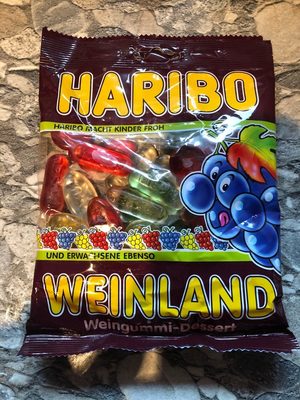 HARIBO
HARIBO MACHT KINDER FROH
UND ERWACHSENE EBENSO
WEINLAND
Weingummi-Dessert